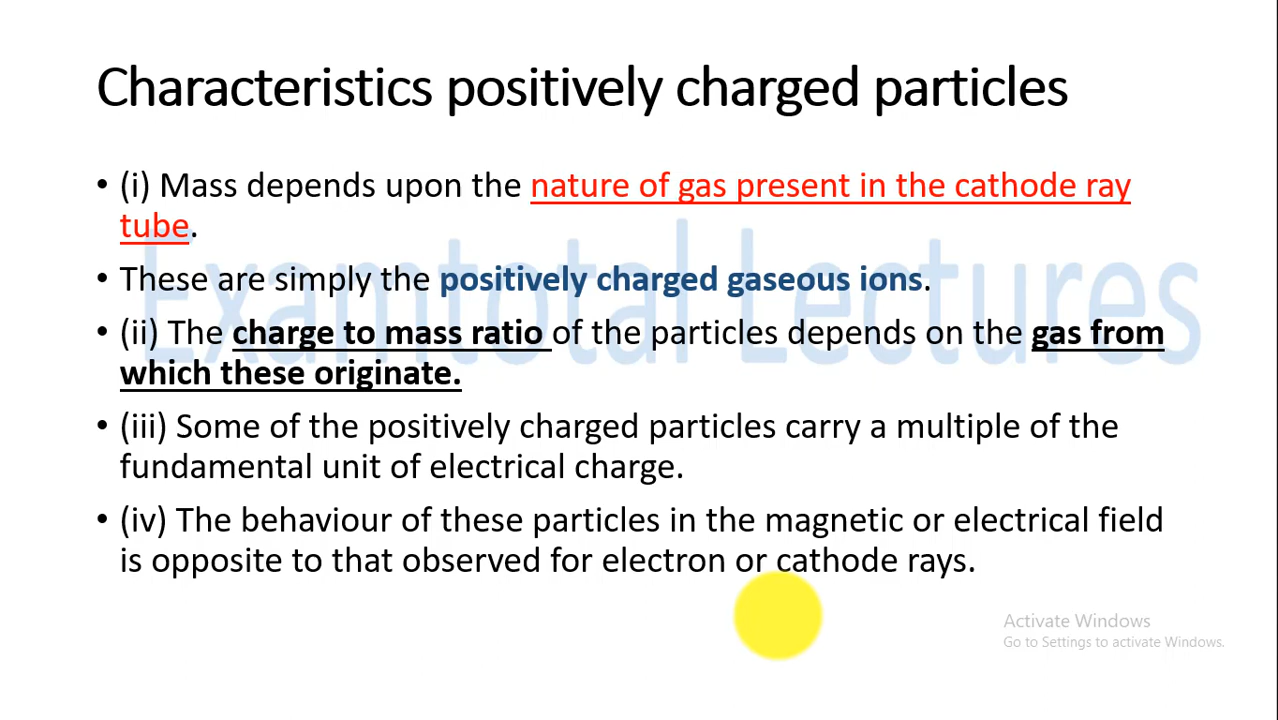 Characteristics positively charged particles
• (i) Mass depends upon the nature of gas present in the cathode ray
tube.
• These are simply the positively charged gaseous ions.
• (ii) The charge to mass ratio of the particles depends on the gas from
which these originate.
• (iii) Some of the positively charged particles carry a multiple of the
fundamental unit of electrical charge.
• (iv) The behaviour of these particles in the magnetic or electrical field
is opposite to that observed for electron or cathode rays.
Examtotal Lectures
Activate Windows
Go to Settings to activate Windows.